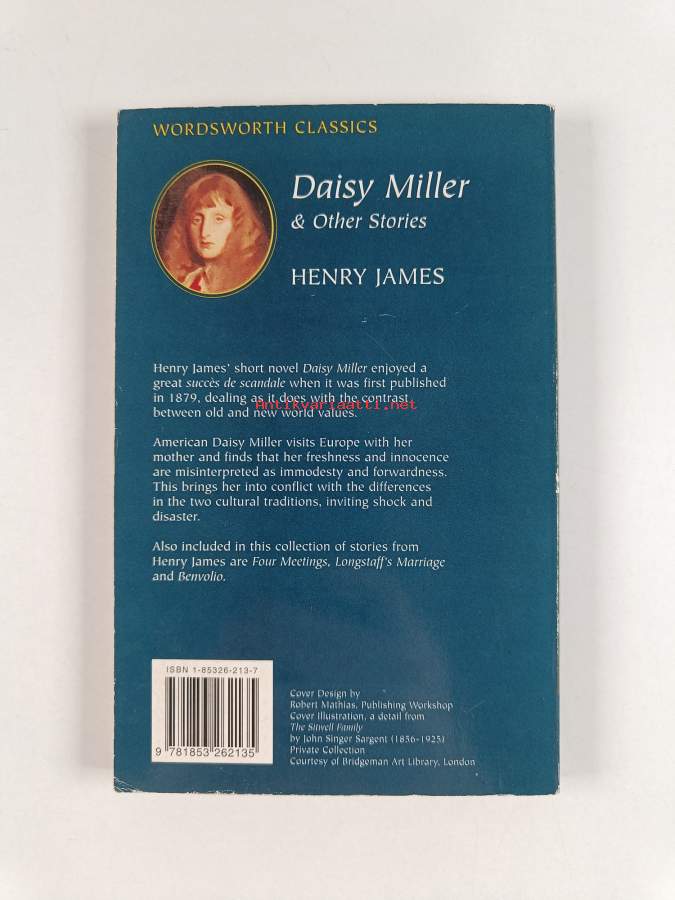 WORDSWORTH CLASSICS
Daisy Miller
& Other Stories
HENRY JAMES
Henry James' short novel Daisy Miller enjoyed a
great succès de scandale when it was first published
in 1879, dealing as it does with the contrast
Antikvariaatti.net
between old and new world values.
American Daisy Miller visits Europe with her
mother and finds that her freshness and innocence
are misinterpreted as immodesty and forwardness.
This brings her into conflict with the differences
in the two cultural traditions, inviting shock and
disaster.
Also included in this collection of stories from
Henry James are Four Meetings, Longstaff's Marriage
and Benvolio.
ISBN 1-85326-213-7
9 781853 262135
Cover Design by
Robert Mathias, Publishing Workshop
Cover Illustration, a detail from
The Sitwell Family
by John Singer Sargent (1856-1925)
Private Collection
Courtesy of Bridgeman Art Library, London